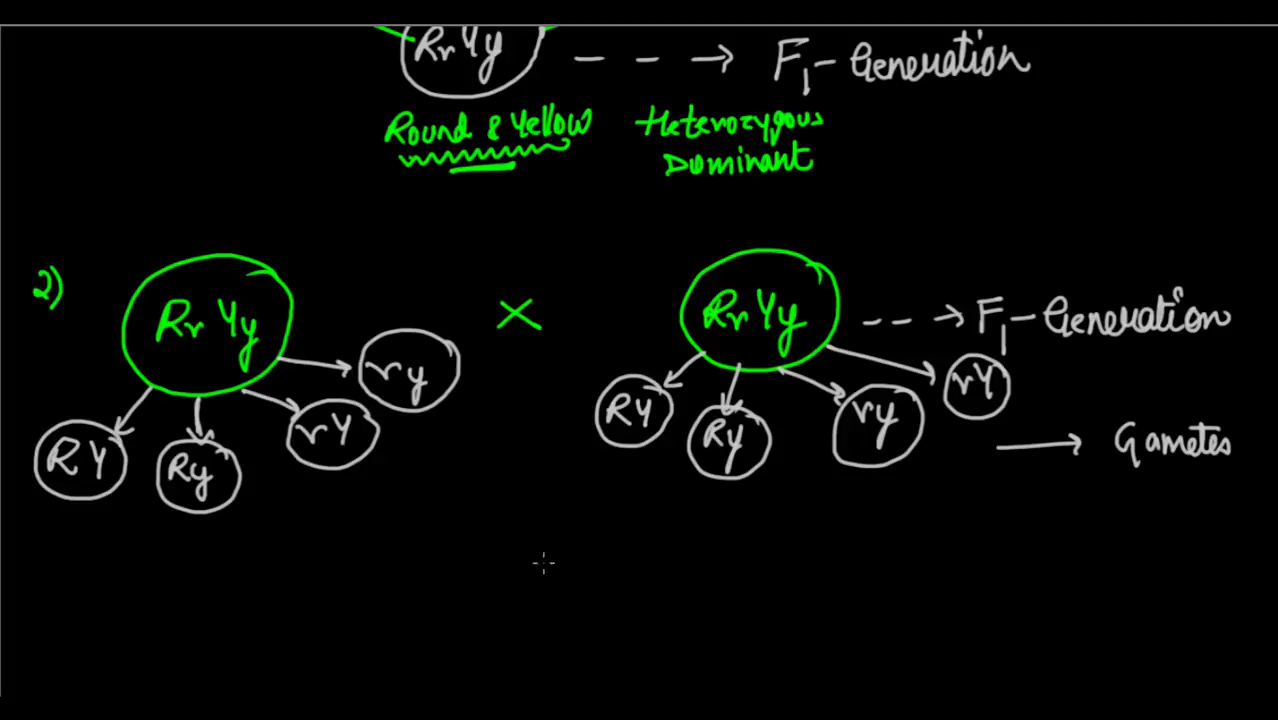 RrYy - - → F1 - Generation
Round & Yellow Heterozygous
Dominant
2) RrYy × RrYy - - → F1 - Generation
RY Ry rY ry RY Ry ry rY
→ Gametes